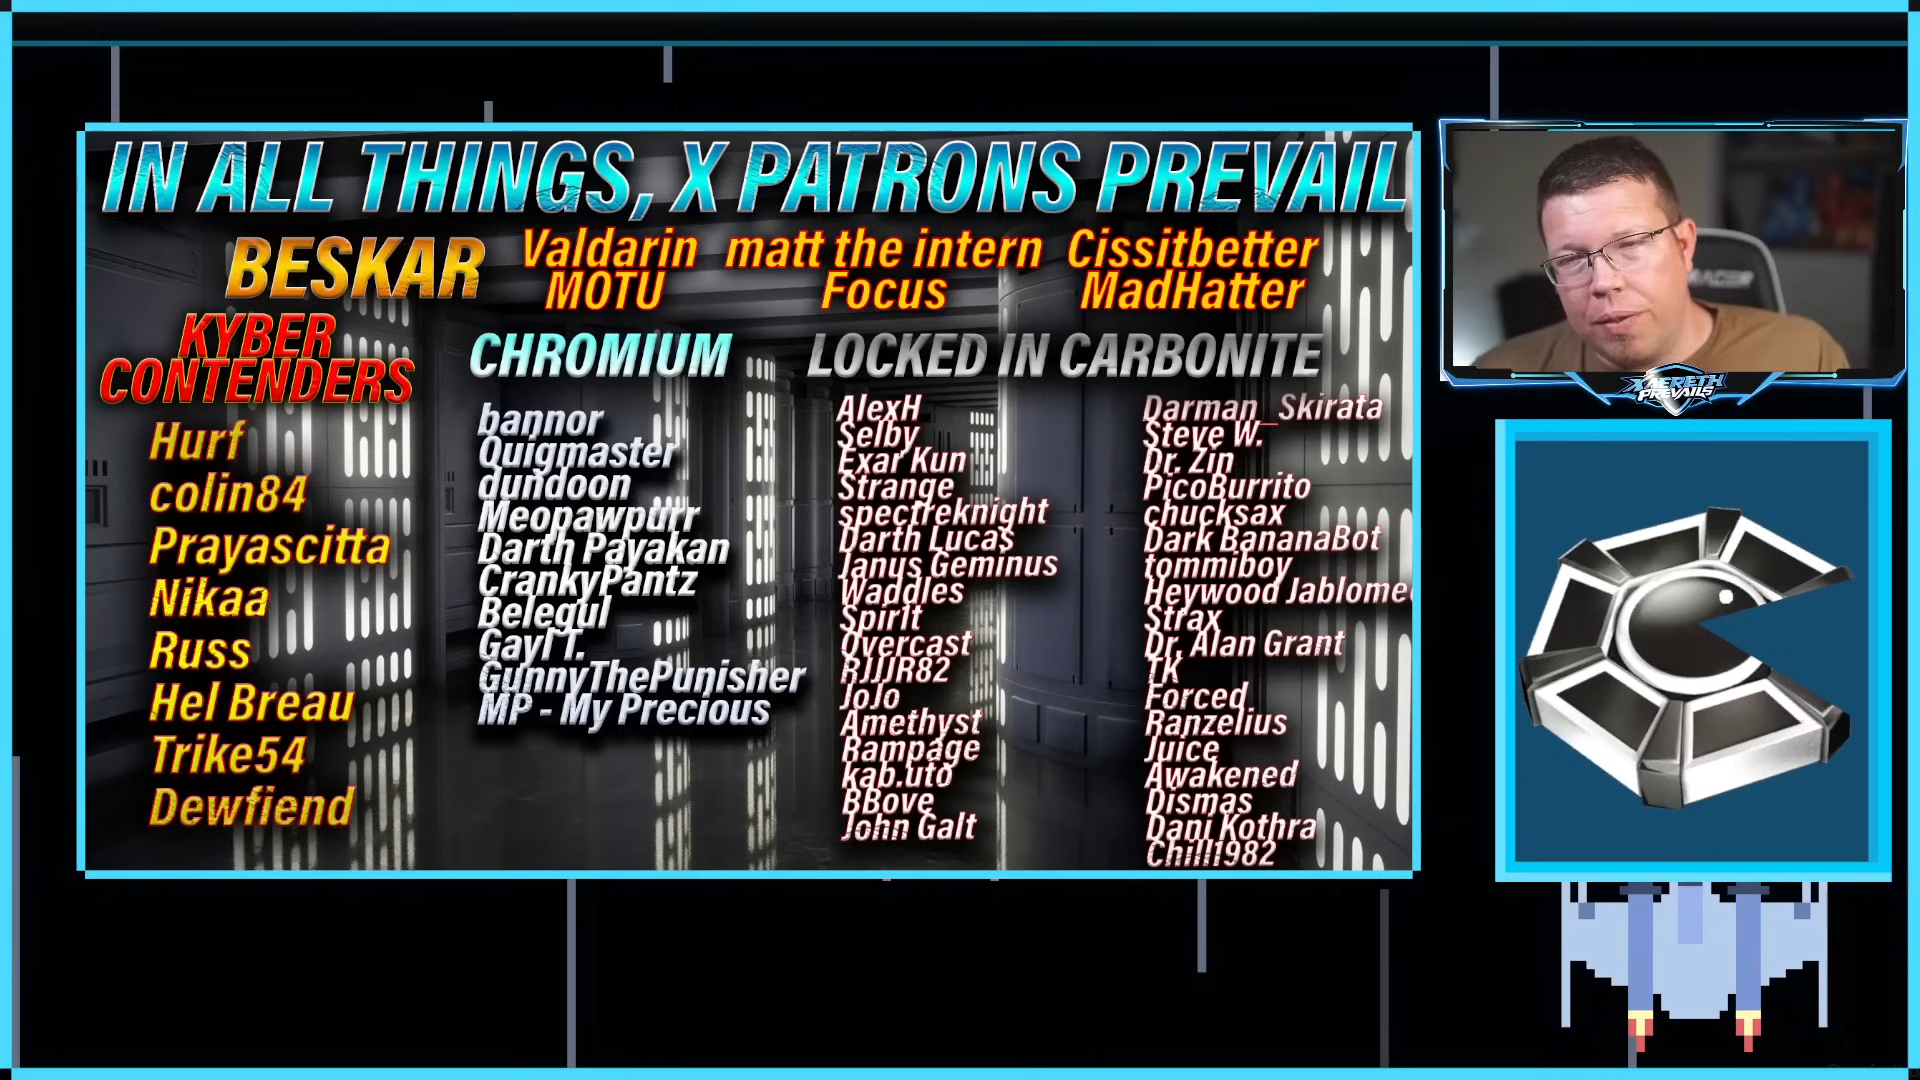 IN ALL THINGS, X PATRONS PREVAIL
BESKAR
Valdarin
MOTU
matt the intern
Focus
Cissitbetter
MadHatter
KYBER
CONTENDERS
Hurf
colin84
Prayascitta
Nikaa
Russ
Hel Breau
Trike54
Dewfiend
CHROMIUM
bannor
Quigmaster
dundoon
Meopawpurr
Darth Payakan
CrankyPantz
Belegul
Gayl T.
GunnyThePunisher
MP - My Precious
LOCKED IN CARBONITE
AlexH
Selby
Exar Kun
Strange
spectreknight
Darth Lucas
Janus Geminus
Waddles
Spir1t
Overcast
RJJJR82
JoJo
Amethyst
Rampage
kab.uto
BBove
John Galt
Darman_Skirata
Steve W.
Dr. Zin
PicoBurrito
chucksax
Dark BananaBot
tommiboy
Heywood
Strax
Dr. Alan Grant
TK
Forced
Ranzelius
Juice
Awakened
Dismas
Dani Kothra
Chilli1982
XAERETH
PREVAILS